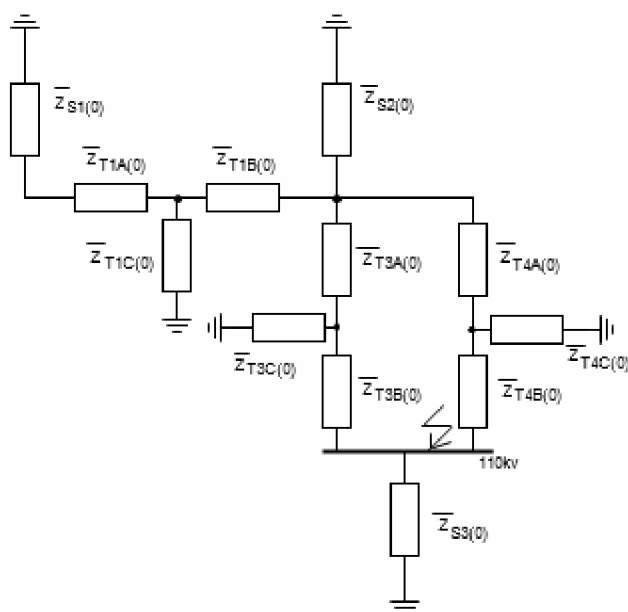 z̅S1(0)
z̅S2(0)
z̅T1A(0)
z̅T1B(0)
z̅T1C(0)
z̅T3A(0)
z̅T4A(0)
z̅T3C(0)
z̅T4C(0)
z̅T3B(0)
z̅T4B(0)
110kv
z̅S3(0)